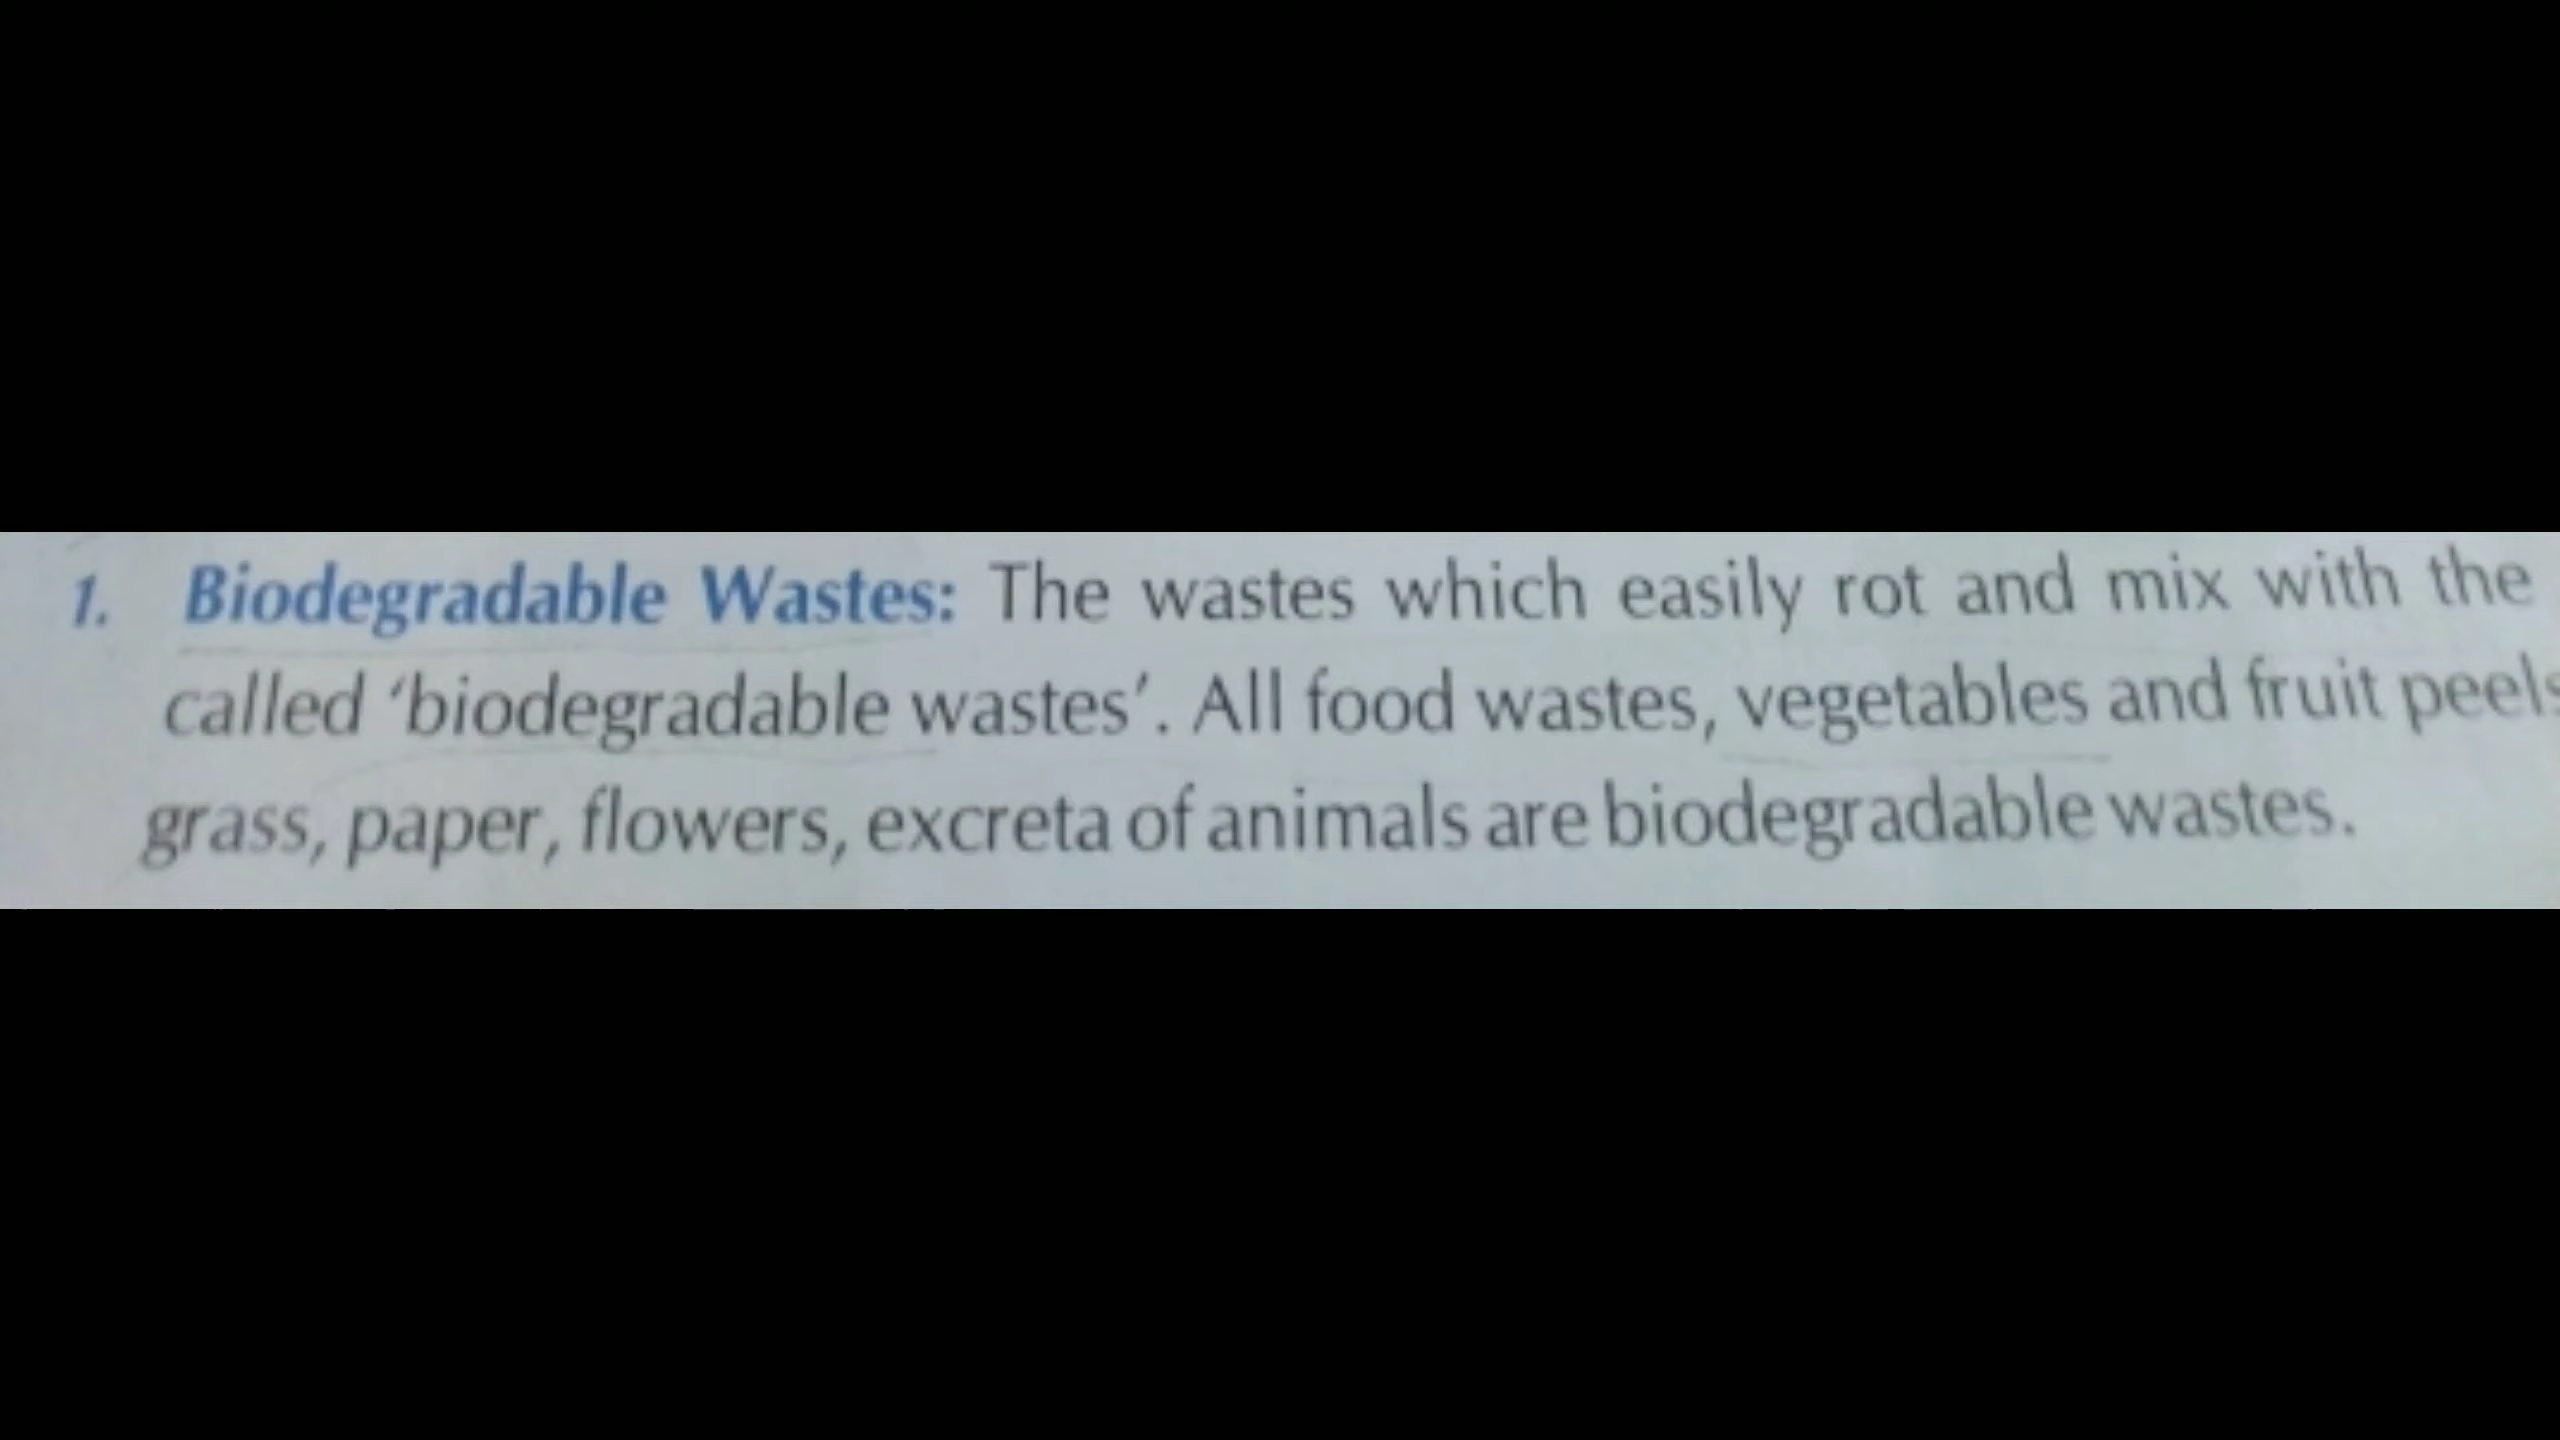 1. Biodegradable Wastes: The wastes which easily rot and mix with the
called ‘biodegradable wastes’. All food wastes, vegetables and fruit peels
grass, paper, flowers, excreta of animals are biodegradable wastes.